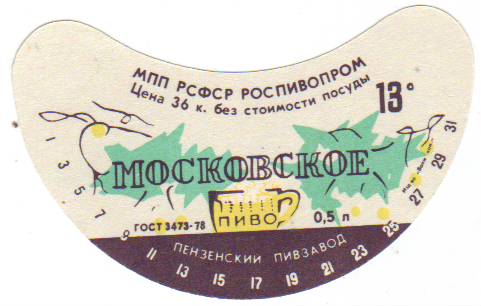 МПП РСФСР РОСПИВОПРОМ
Цена 36 к. без стоимости посуды
13°
МОСКОВСКОЕ
ПИВО
ГОСТ 3473-78
0,5 л
ПЕНЗЕНСКИЙ ПИВЗАВОД
1 3 5 7 8 11 13 15 17 19 21 23 25 27 29 31